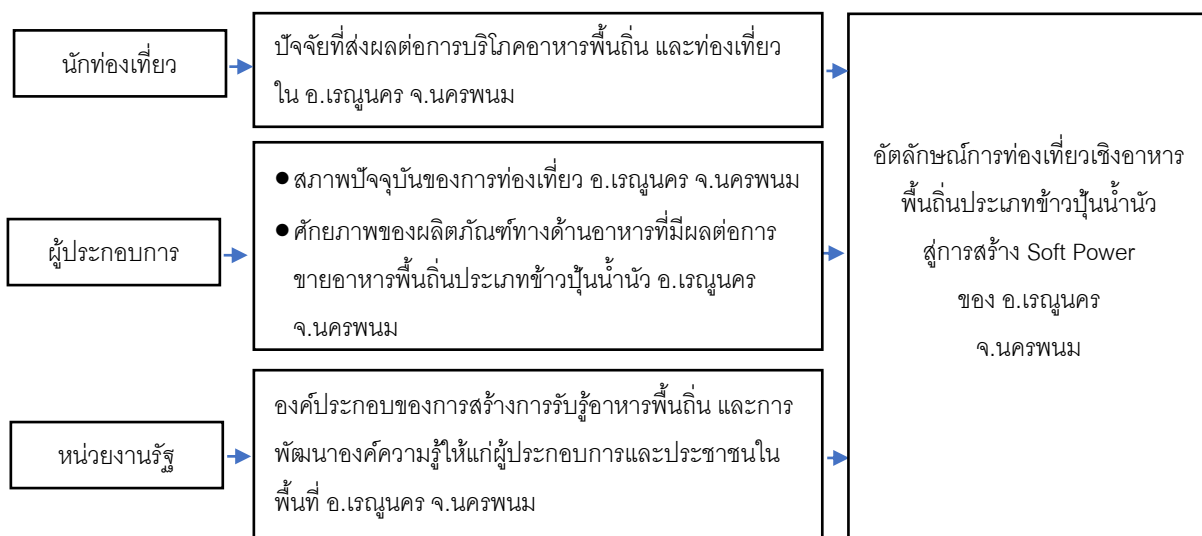 นักท่องเที่ยว
ปัจจัยที่ส่งผลต่อการบริโภคอาหารพื้นถิ่น และท่องเที่ยว
ใน อ.เรณูนคร จ.นครพนม
ผู้ประกอบการ
● สภาพปัจจุบันของการท่องเที่ยว อ.เรณูนคร จ.นครพนม
● ศักยภาพของผลิตภัณฑ์ทางด้านอาหารที่มีผลต่อการ
ขายอาหารพื้นถิ่นประเภทข้าวปุ้นน้ำนัว อ.เรณูนคร
จ.นครพนม
หน่วยงานรัฐ
องค์ประกอบของการสร้างการรับรู้อาหารพื้นถิ่น และการ
พัฒนาองค์ความรู้ให้แก่ผู้ประกอบการและประชาชนใน
พื้นที่ อ.เรณูนคร จ.นครพนม
อัตลักษณ์การท่องเที่ยวเชิงอาหาร
พื้นถิ่นประเภทข้าวปุ้นน้ำนัว
สู่การสร้าง Soft Power
ของ อ.เรณูนคร
จ.นครพนม